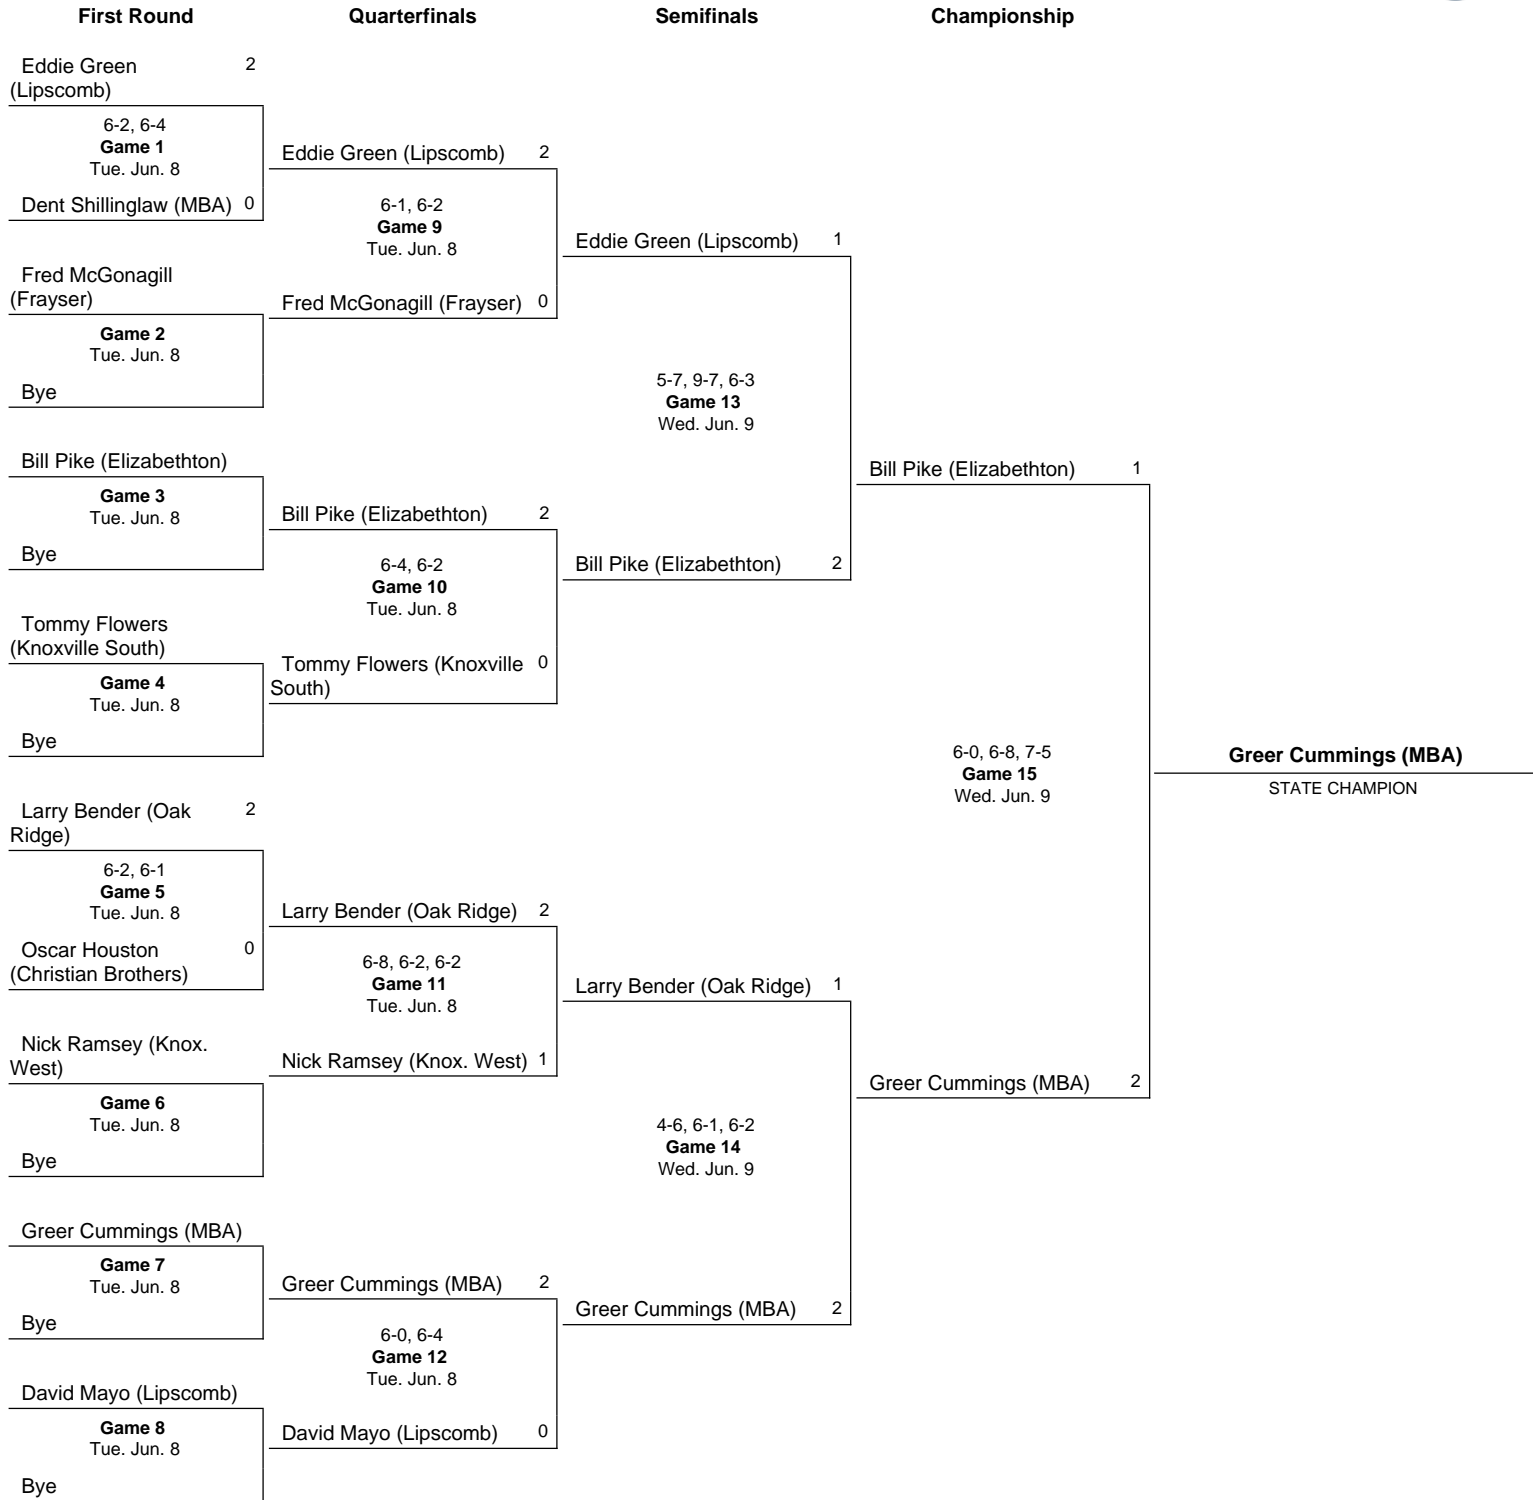 First Round
Quarterfinals
Semifinals
Championship
Eddie Green 2
(Lipscomb)
6-2, 6-4
Game 1
Tue. Jun. 8
Dent Shillinglaw (MBA) 0
Fred McGonagill
(Frayser)
Game 2
Tue. Jun. 8
Bye
Bill Pike (Elizabethton)
Game 3
Tue. Jun. 8
Bye
Tommy Flowers
(Knoxville South)
Game 4
Tue. Jun. 8
Bye
Larry Bender (Oak 2
Ridge)
6-2, 6-1
Game 5
Tue. Jun. 8
Oscar Houston 0
(Christian Brothers)
Nick Ramsey (Knox.
West)
Game 6
Tue. Jun. 8
Bye
Greer Cummings (MBA)
Game 7
Tue. Jun. 8
Bye
David Mayo (Lipscomb)
Game 8
Tue. Jun. 8
Bye
Eddie Green (Lipscomb) 2
6-1, 6-2
Game 9
Tue. Jun. 8
Fred McGonagill (Frayser) 0
Bill Pike (Elizabethton) 2
6-4, 6-2
Game 10
Tue. Jun. 8
Tommy Flowers (Knoxville 0
South)
Larry Bender (Oak Ridge) 2
6-8, 6-2, 6-2
Game 11
Tue. Jun. 8
Nick Ramsey (Knox. West) 1
Greer Cummings (MBA) 2
6-0, 6-4
Game 12
Tue. Jun. 8
David Mayo (Lipscomb) 0
Eddie Green (Lipscomb) 1
5-7, 9-7, 6-3
Game 13
Wed. Jun. 9
Bill Pike (Elizabethton) 2
Larry Bender (Oak Ridge) 1
4-6, 6-1, 6-2
Game 14
Wed. Jun. 9
Greer Cummings (MBA) 2
Bill Pike (Elizabethton) 1
6-0, 6-8, 7-5
Game 15
Wed. Jun. 9
Greer Cummings (MBA) 2
Greer Cummings (MBA)
STATE CHAMPION